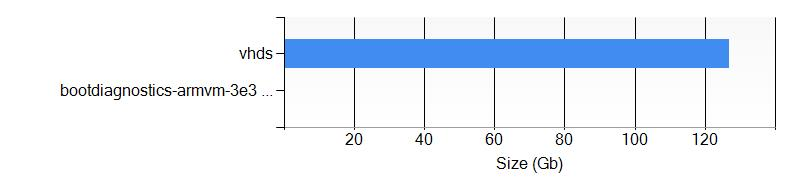 vhds
bootdiagnostics-armvm-3e3 ...
20 40 60 80 100 120
Size (Gb)